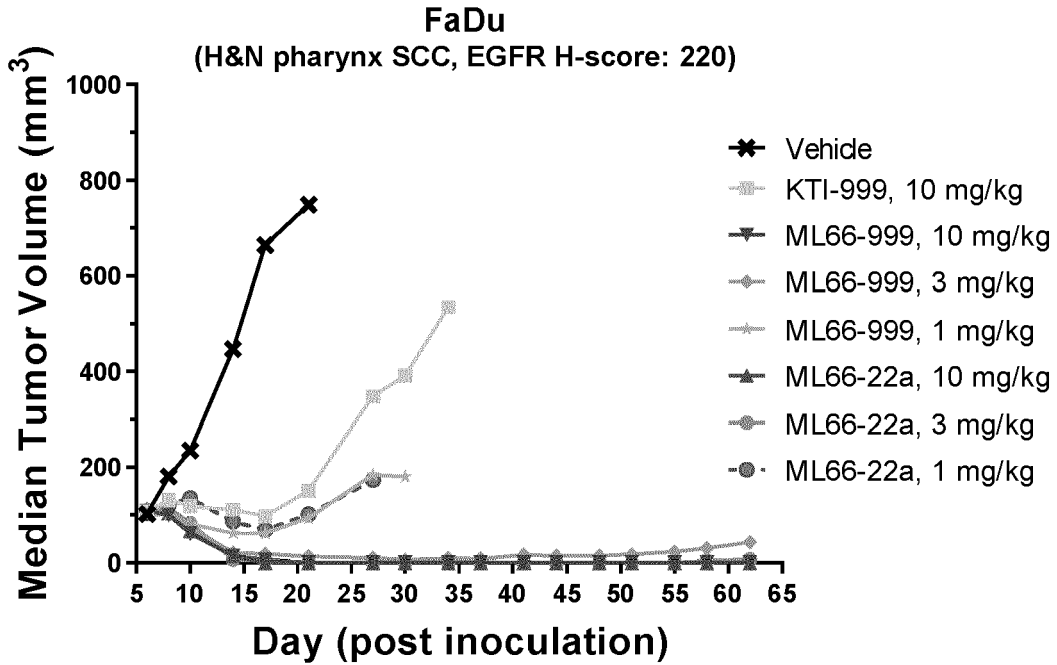 FaDu
(H&N pharynx SCC, EGFR H-score: 220)
Median Tumor Volume (mm³)
1000
800
600
400
200
0
5 10 15 20 25 30 35 40 45 50 55 60 65
Day (post inoculation)
Vehide
KTI-999, 10 mg/kg
ML66-999, 10 mg/kg
ML66-999, 3 mg/kg
ML66-999, 1 mg/kg
ML66-22a, 10 mg/kg
ML66-22a, 3 mg/kg
ML66-22a, 1 mg/kg